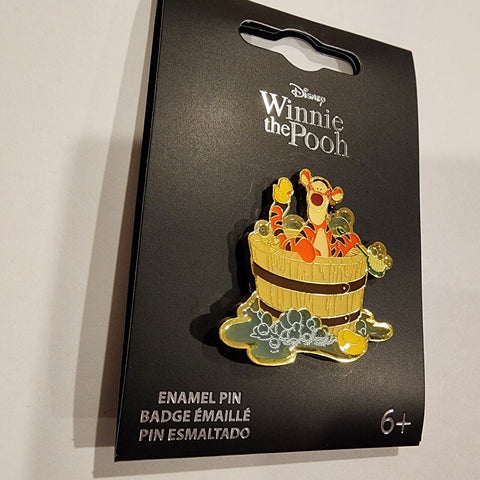 Disney
Winnie
the Pooh
ENAMEL PIN
BADGE ÉMAILLÉ
PIN ESMALTADO
6+